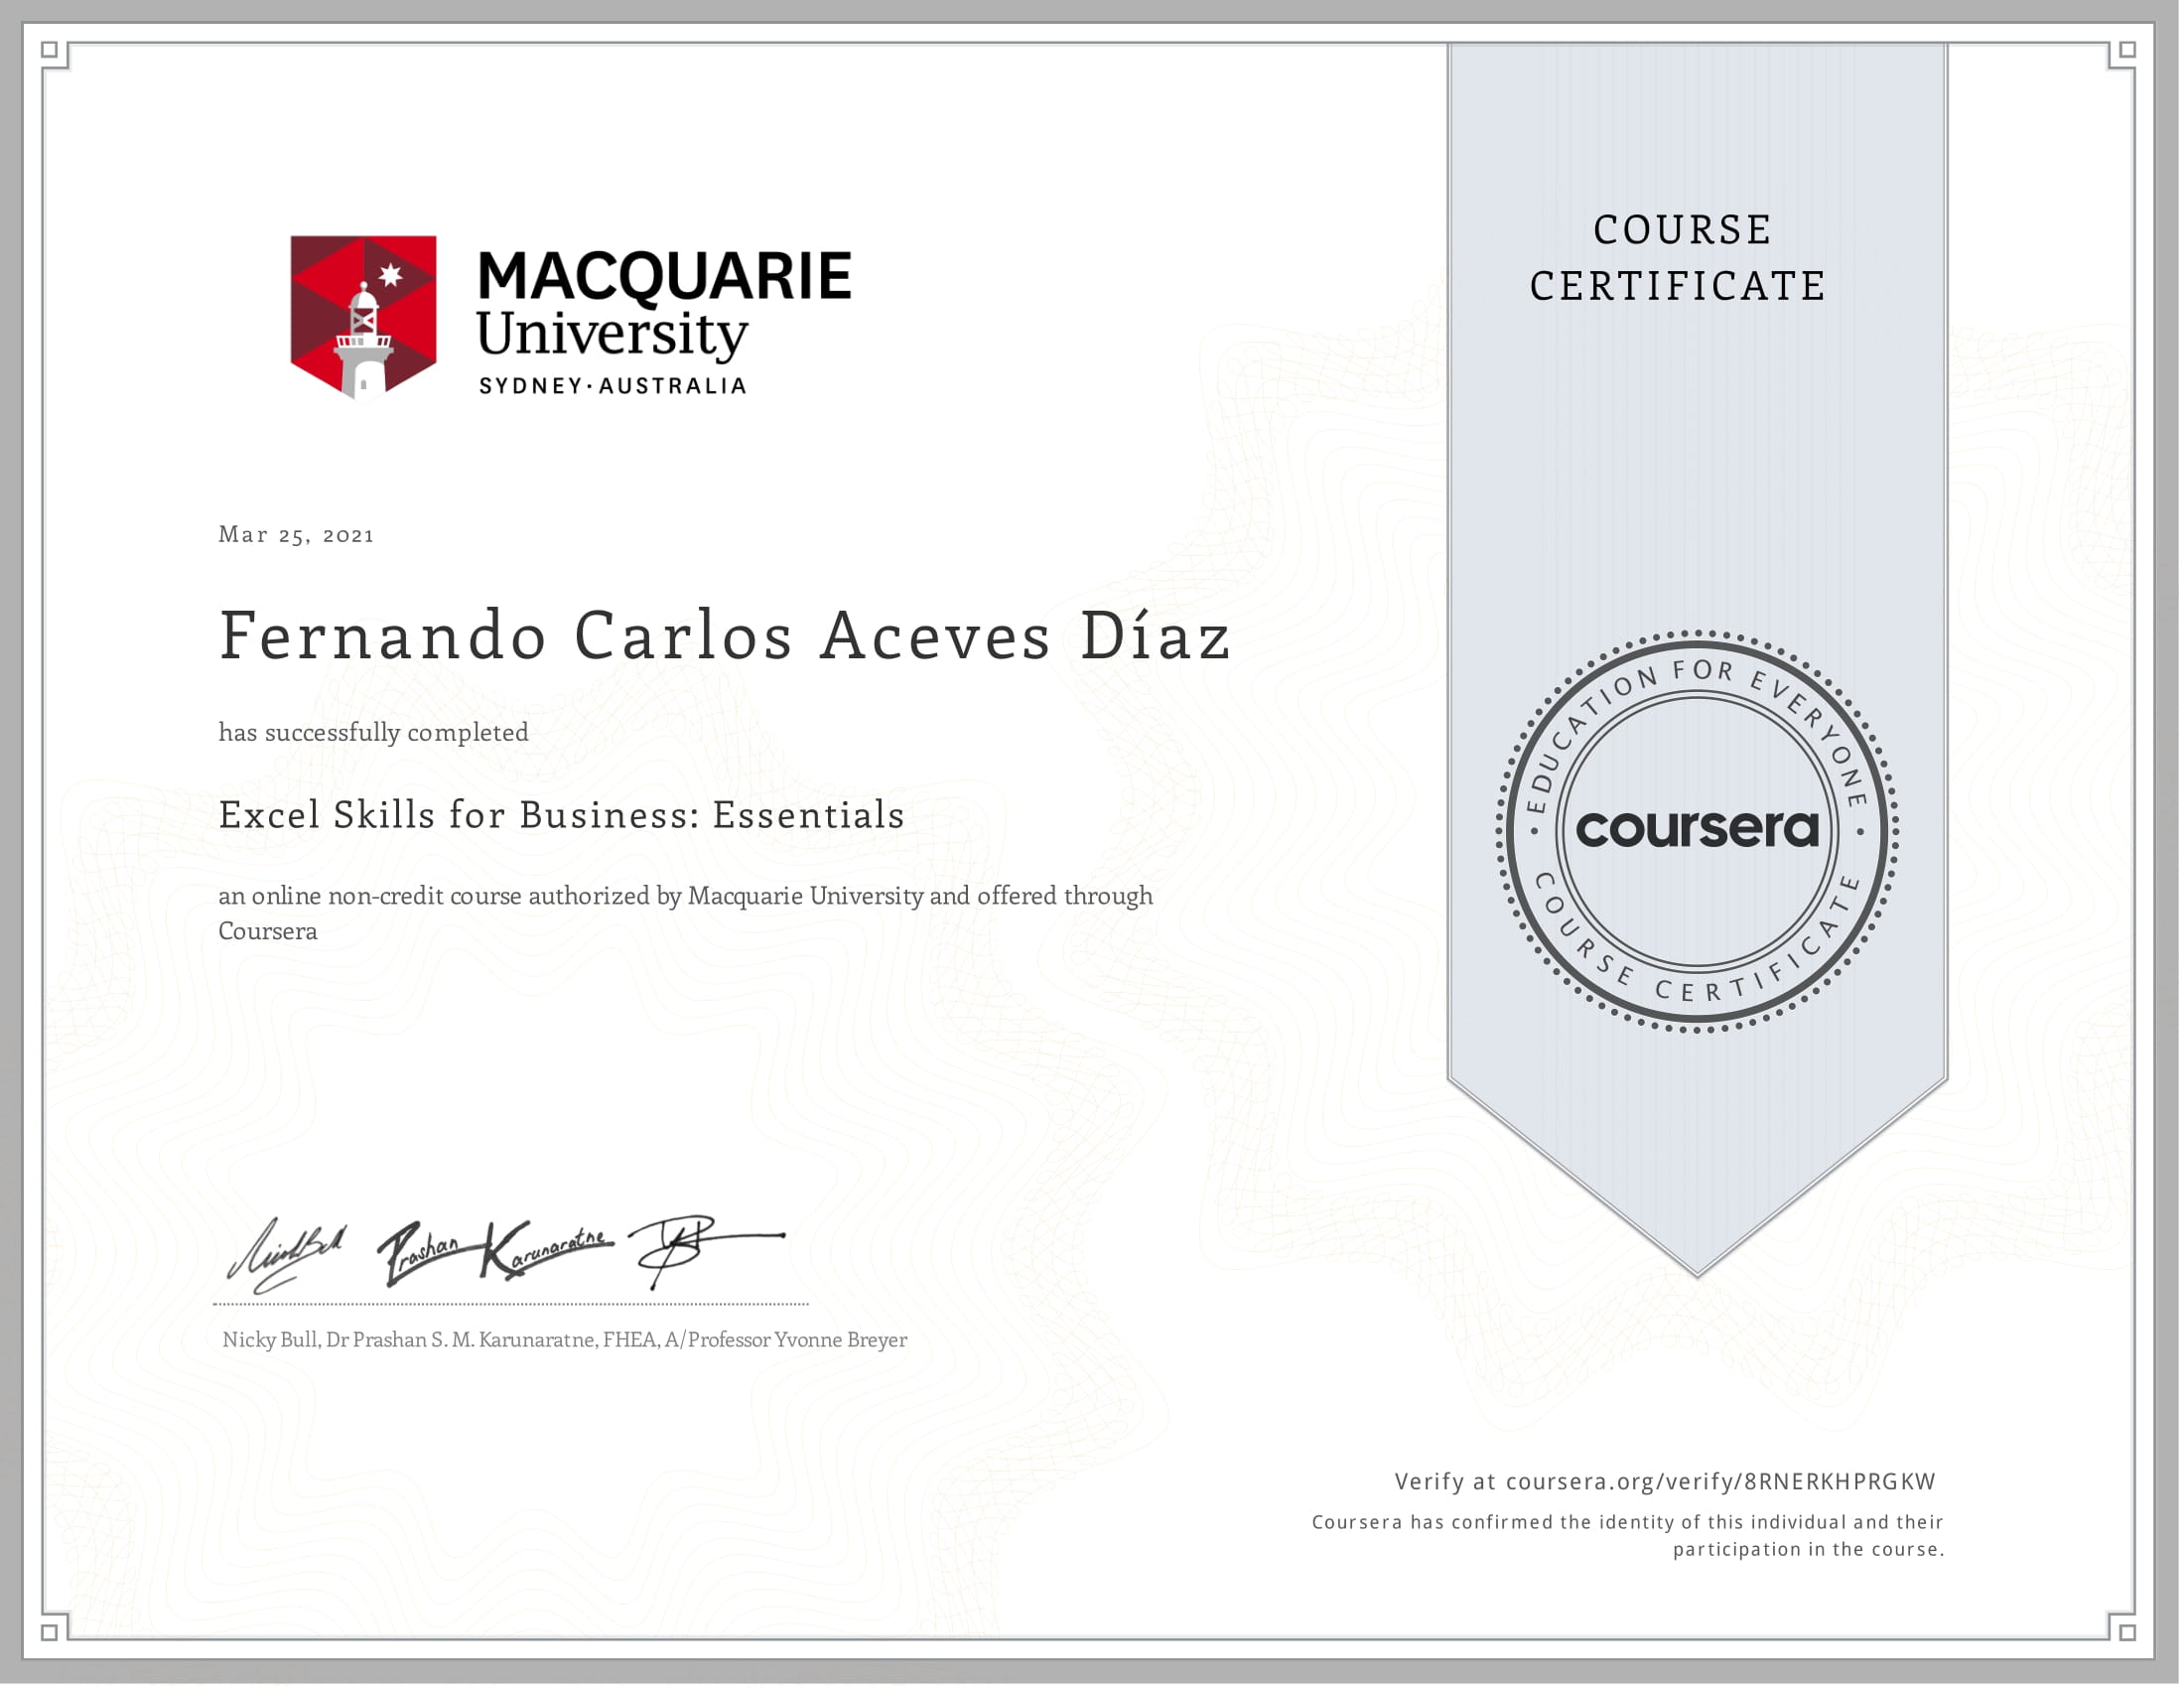 MACQUARIE
University
SYDNEY·AUSTRALIA
COURSE
CERTIFICATE
Mar 25, 2021
Fernando Carlos Aceves Díaz
has successfully completed
Excel Skills for Business: Essentials
an online non-credit course authorized by Macquarie University and offered through
Coursera
• EDUCATION FOR EVERYONE •
coursera
COURSE CERTIFICATE
Prashan Karunaratne
Nicky Bull, Dr Prashan S. M. Karunaratne, FHEA, A/Professor Yvonne Breyer
Verify at coursera.org/verify/8RNERKHPRGKW
Coursera has confirmed the identity of this individual and their
participation in the course.